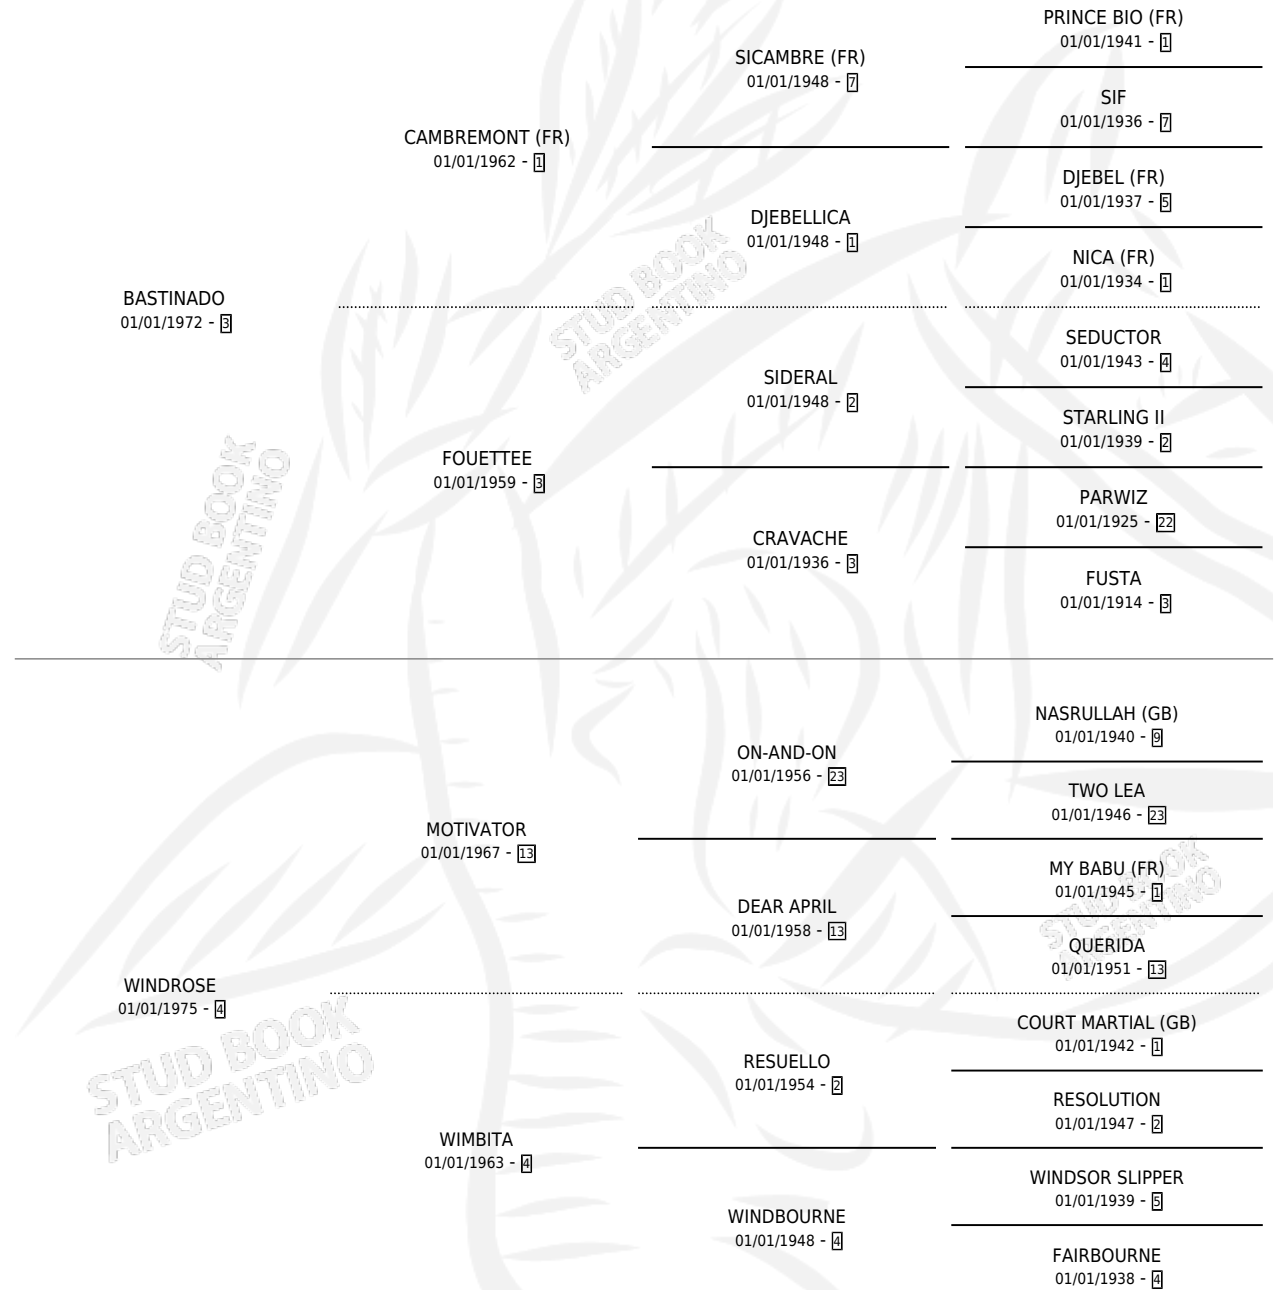 PRINCE BIO (FR)
01/01/1941 - 1
SICAMBRE (FR)
01/01/1948 - 7
SIF
01/01/1936 - 7
CAMBREMONT (FR)
01/01/1962 - 1
DJEBEL (FR)
01/01/1937 - 5
DJEBELLICA
01/01/1948 - 1
NICA (FR)
01/01/1934 - 1
BASTINADO
01/01/1972 - 3
SEDUCTOR
01/01/1943 - 4
SIDERAL
01/01/1948 - 2
STARLING II
01/01/1939 - 2
FOUETTEE
01/01/1959 - 3
PARWIZ
01/01/1925 - 22
CRAVACHE
01/01/1936 - 3
FUSTA
01/01/1914 - 3
NASRULLAH (GB)
01/01/1940 - 9
ON-AND-ON
01/01/1956 - 23
TWO LEA
01/01/1946 - 23
MOTIVATOR
01/01/1967 - 13
MY BABU (FR)
01/01/1945 - 1
DEAR APRIL
01/01/1958 - 13
QUERIDA
01/01/1951 - 13
WINDROSE
01/01/1975 - 4
COURT MARTIAL (GB)
01/01/1942 - 1
RESUELLO
01/01/1954 - 2
RESOLUTION
01/01/1947 - 2
WIMBITA
01/01/1963 - 4
WINDSOR SLIPPER
01/01/1939 - 5
WINDBOURNE
01/01/1948 - 4
FAIRBOURNE
01/01/1938 - 4
STUD BOOK
ARGENTINO
STUD BOOK
ARGENTINO
STUD BOOK
ARGENTINO
STUD BOOK
ARGENTINO